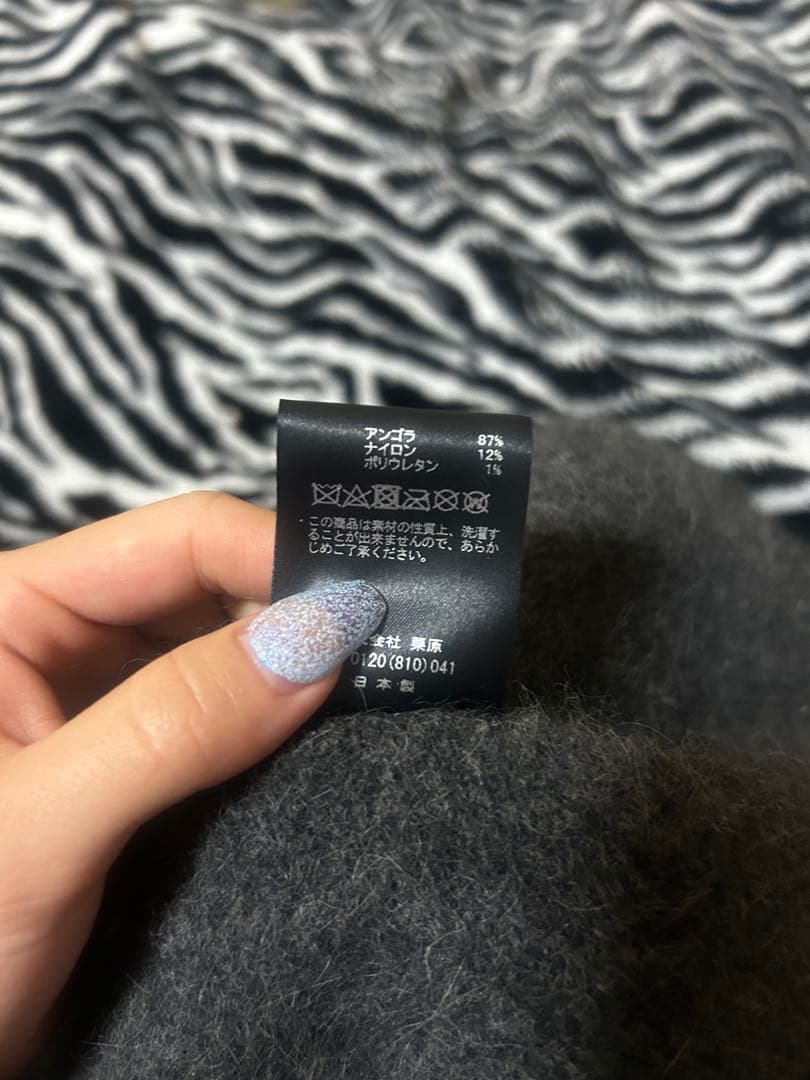 アンゴラ 87%
ナイロン 12%
ポリウレタン 1%
この商品は素材の性質上、洗濯す
ることが出来ませんので、あらか
じめご了承ください。
会社 栗原
0120(810)041
日本製